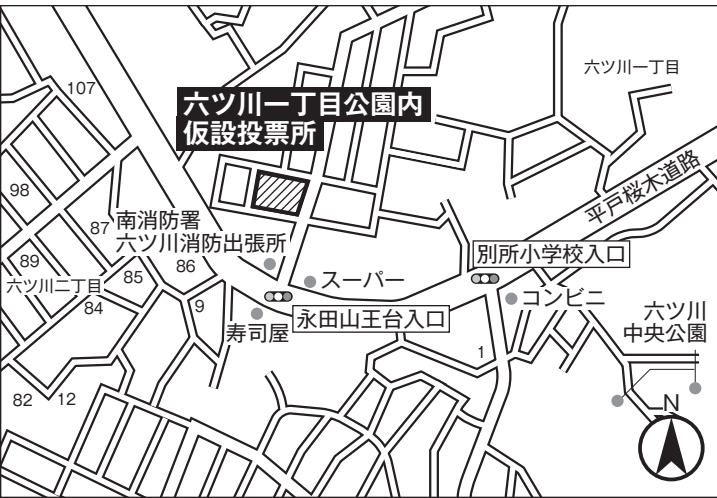 107
六ツ川一丁目
六ツ川一丁目公園内
仮設投票所
98
87
南消防署
六ツ川消防出張所
平戸桜木道路
89
85
86
スーパー
別所小学校入口
六ツ川二丁目
84
9
寿司屋
永田山王台入口
コンビニ
六ツ川
中央公園
1
82
12
N